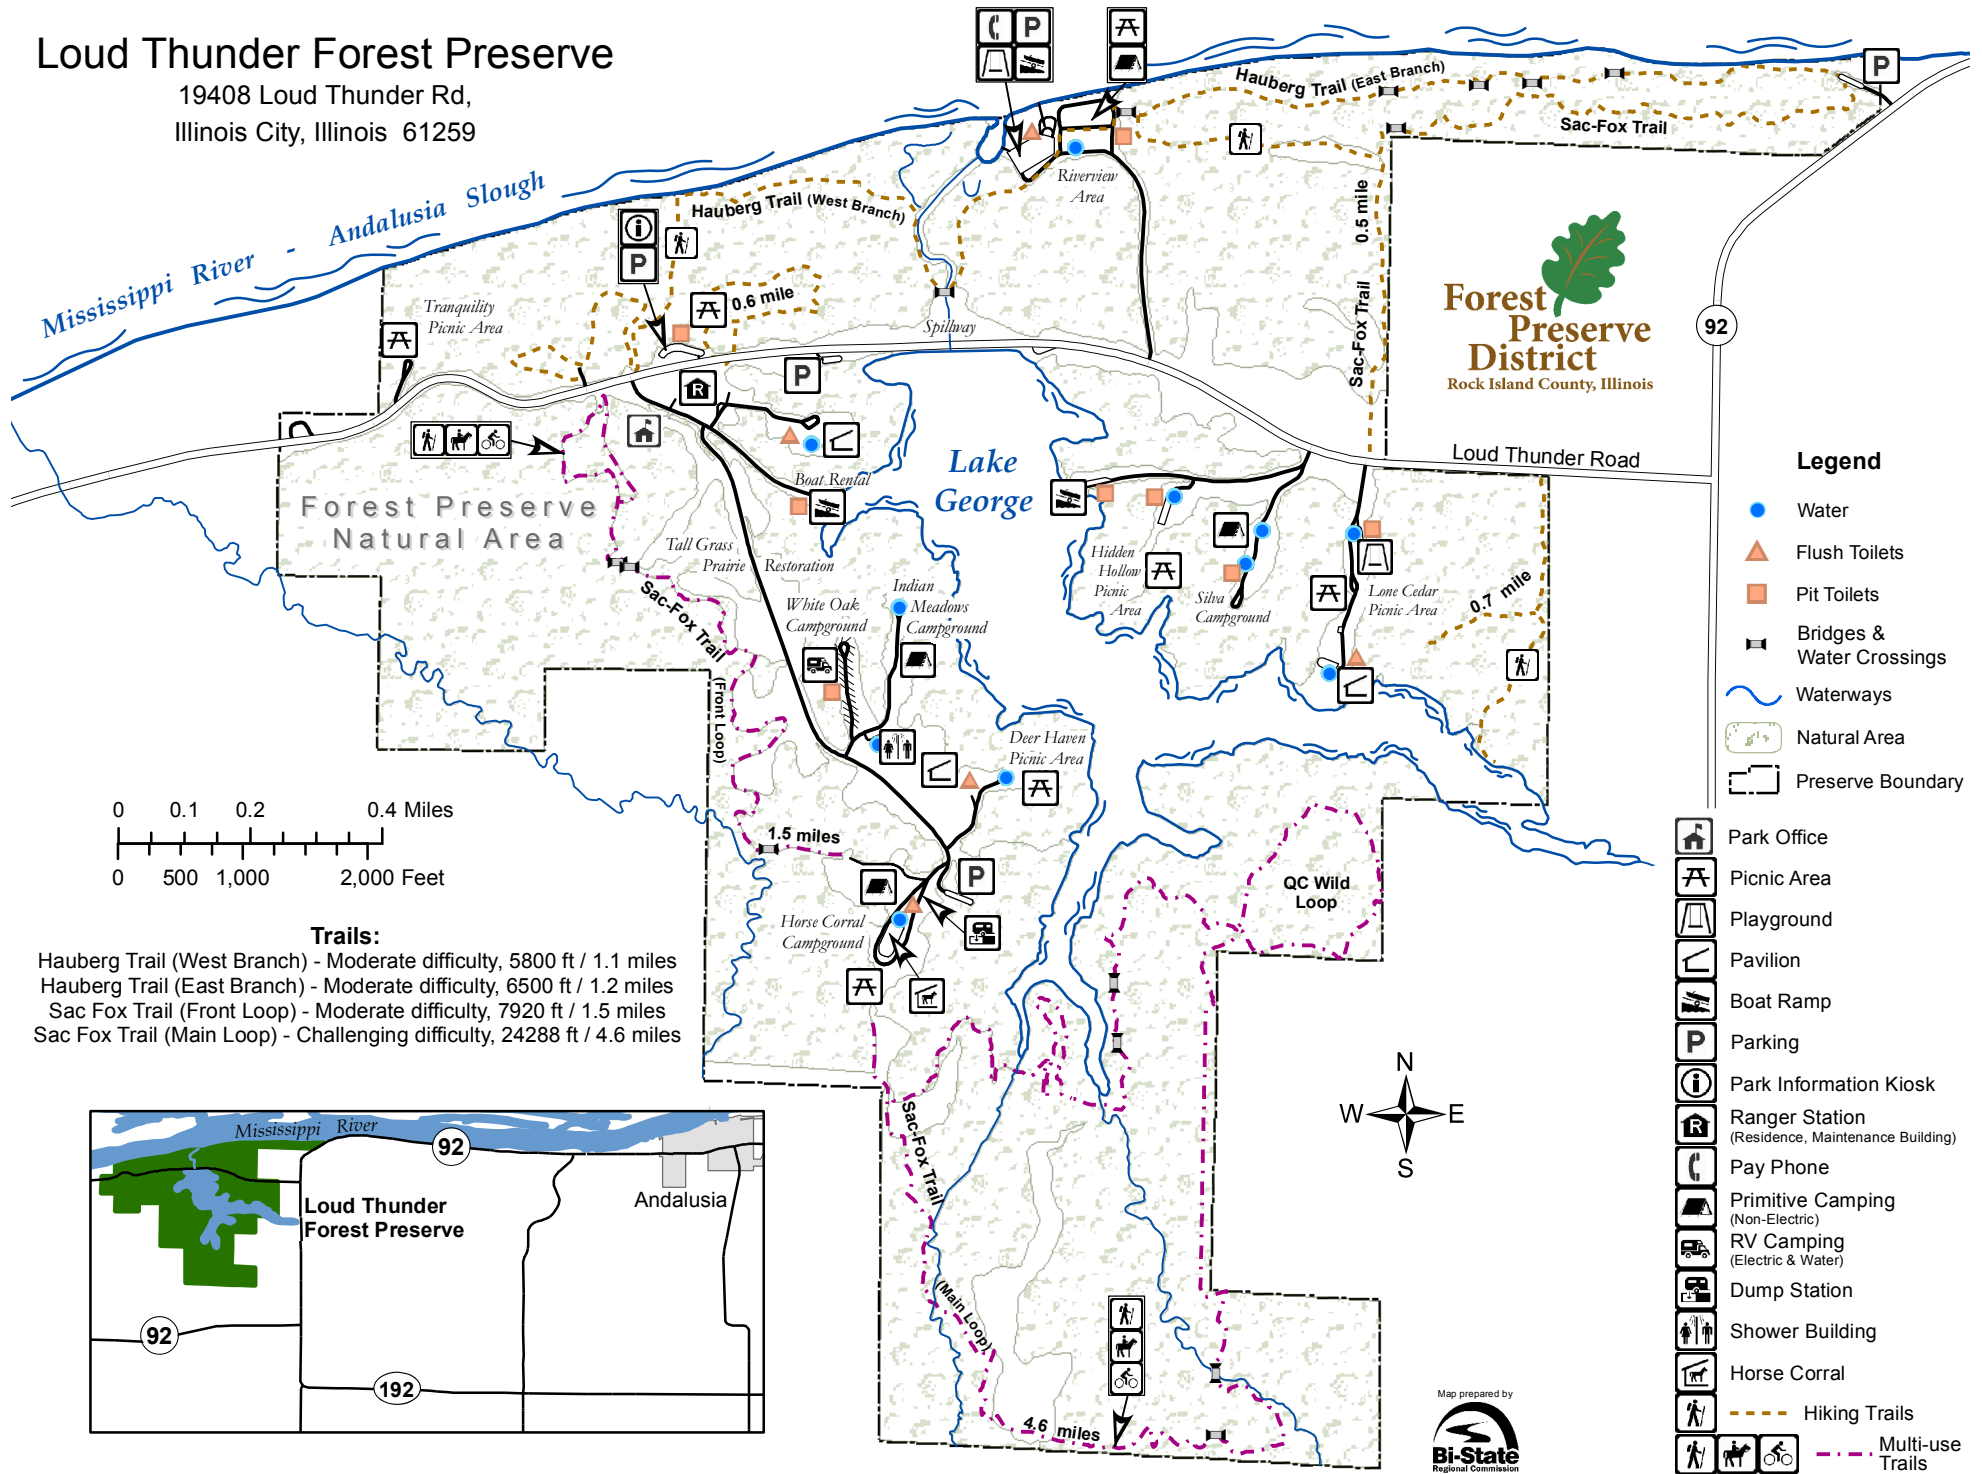 Loud Thunder Forest Preserve
19408 Loud Thunder Rd,
Illinois City, Illinois 61259
Mississippi River - Andalusia Slough
P
P
Hauberg Trail (East Branch)
Sac-Fox Trail
Riverview
Area
Hauberg Trail (West Branch)
i
P
0.5 mile
Sac-Fox Trail
0.6 mile
Tranquility
Picnic Area
Spillway
Forest
Preserve
District
Rock Island County, Illinois
92
P
R
Loud Thunder Road
Lake
George
Boat Rental
Forest Preserve
Natural Area
Tall Grass
Prairie Restoration
Hidden
Hollow
Picnic
Area
Silva
Campground
Lone Cedar
Picnic Area
0.7 mile
Indian
Meadows
Campground
White Oak
Campground
Sac-Fox Trail
(Front Loop)
Deer Haven
Picnic Area
1.5 miles
P
Horse Corral
Campground
QC Wild
Loop
Sac-Fox Trail
(Main Loop)
4.6 miles
0 0.1 0.2 0.4 Miles
0 500 1,000 2,000 Feet
Trails:
Hauberg Trail (West Branch) - Moderate difficulty, 5800 ft / 1.1 miles
Hauberg Trail (East Branch) - Moderate difficulty, 6500 ft / 1.2 miles
Sac Fox Trail (Front Loop) - Moderate difficulty, 7920 ft / 1.5 miles
Sac Fox Trail (Main Loop) - Challenging difficulty, 24288 ft / 4.6 miles
Mississippi River
92
Andalusia
Loud Thunder
Forest Preserve
92
192
N
W E
S
Map prepared by
Bi-State
Regional Commission
Legend
Water
Flush Toilets
Pit Toilets
Bridges &
Water Crossings
Waterways
Natural Area
Preserve Boundary
Park Office
Picnic Area
Playground
Pavilion
Boat Ramp
P Parking
i Park Information Kiosk
R Ranger Station
(Residence, Maintenance Building)
Pay Phone
Primitive Camping
(Non-Electric)
RV Camping
(Electric & Water)
Dump Station
Shower Building
Horse Corral
Hiking Trails
Multi-use
Trails